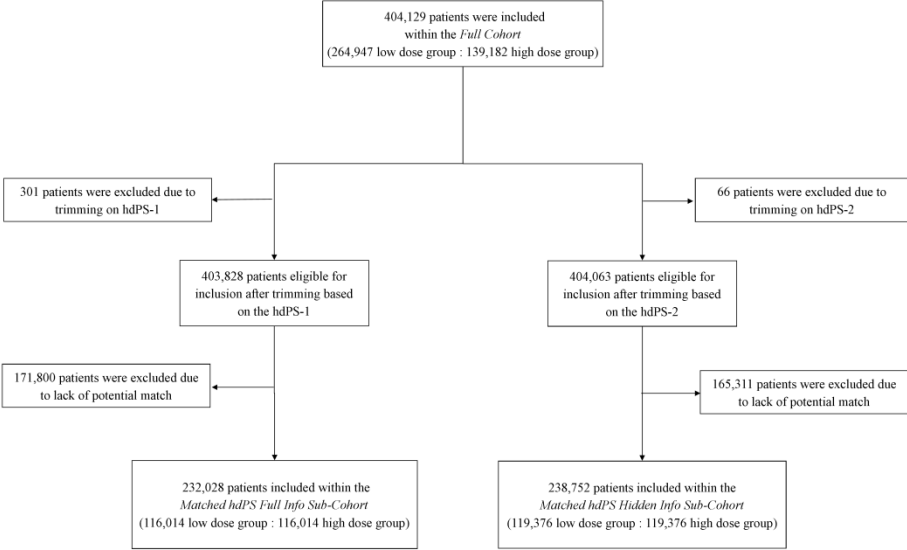 404,129 patients were included
within the Full Cohort
(264,947 low dose group : 139,182 high dose group)
301 patients were excluded due to
trimming on hdPS-1
66 patients were excluded due to
trimming on hdPS-2
403,828 patients eligible for
inclusion after trimming based
on the hdPS-1
404,063 patients eligible for
inclusion after trimming based
on the hdPS-2
171,800 patients were excluded due
to lack of potential match
165,311 patients were excluded due
to lack of potential match
232,028 patients included within the
Matched hdPS Full Info Sub-Cohort
(116,014 low dose group : 116,014 high dose group)
238,752 patients included within the
Matched hdPS Hidden Info Sub-Cohort
(119,376 low dose group : 119,376 high dose group)